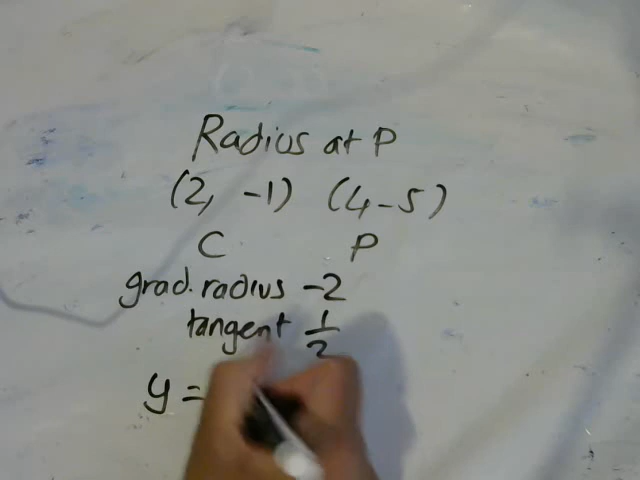 Radius at P
(2, -1) (4 -5)
C P
grad. radius -2
tangent 1/2
y =